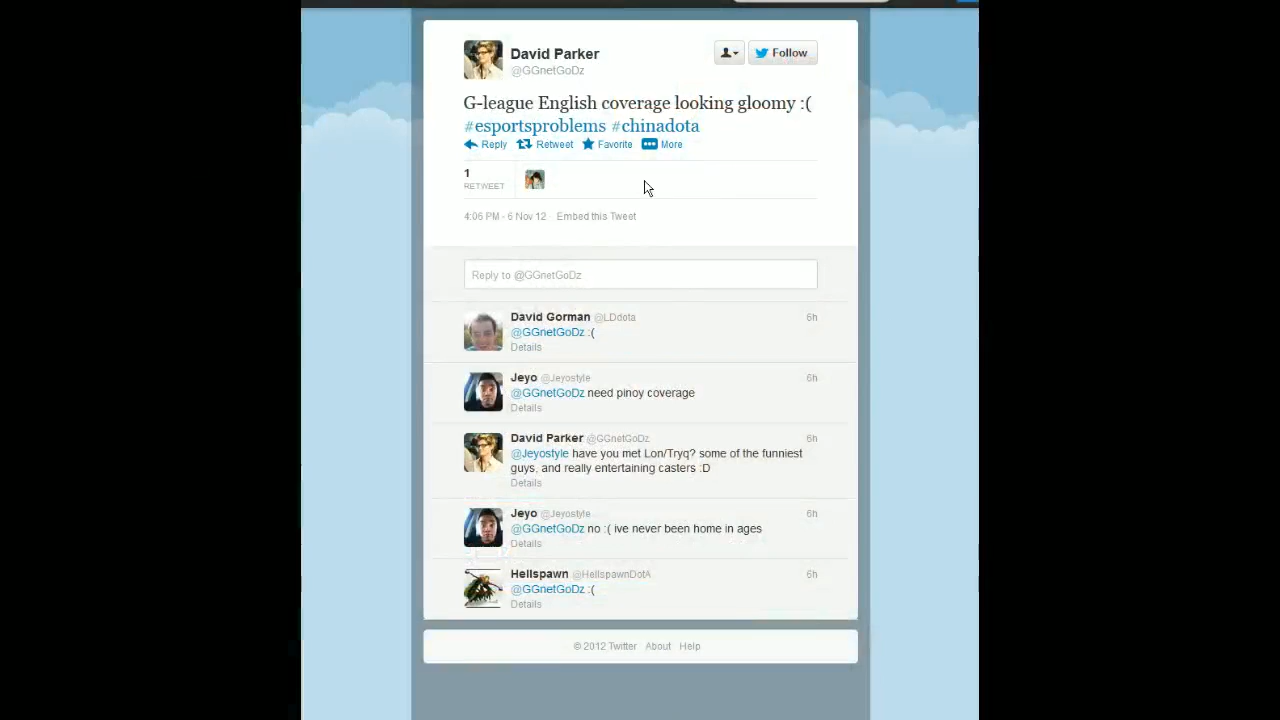 David Parker
@GGnetGoDz
Follow
G-league English coverage looking gloomy :(
#esportsproblems #chinadota
Reply Retweet Favorite More
1
RETWEET
4:06 PM - 6 Nov 12 Embed this Tweet
Reply to @GGnetGoDz
David Gorman @LDdota 6h
@GGnetGoDz :(
Details
Jeyo @Jeyostyle 6h
@GGnetGoDz need pinoy coverage
Details
David Parker @GGnetGoDz 6h
@Jeyostyle have you met Lon/Tryq? some of the funniest
guys, and really entertaining casters :D
Details
Jeyo @Jeyostyle 6h
@GGnetGoDz no :( ive never been home in ages
Details
Hellspawn @HellspawnDotA 6h
@GGnetGoDz :(
Details
© 2012 Twitter About Help